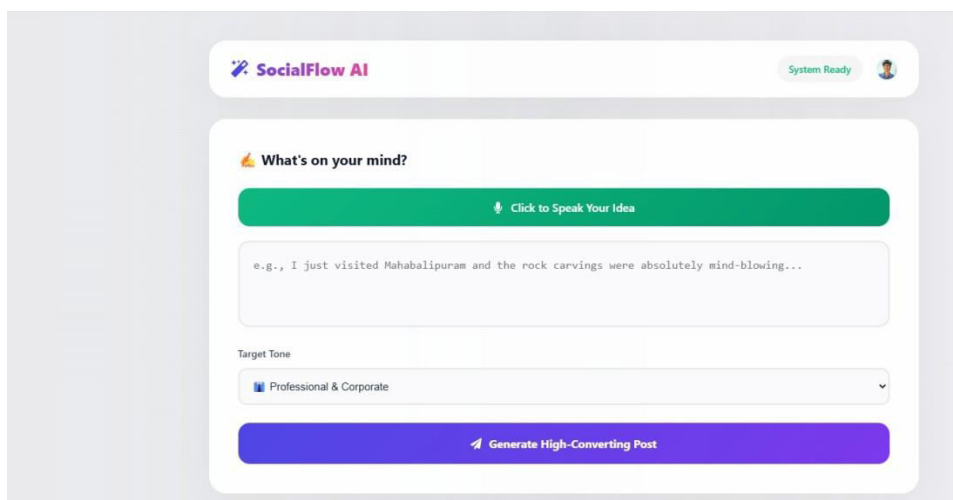 SocialFlow AI
System Ready
✍️ What's on your mind?
Click to Speak Your Idea
e.g., I just visited Mahabalipuram and the rock carvings were absolutely mind-blowing...
Target Tone
👔 Professional & Corporate
Generate High-Converting Post